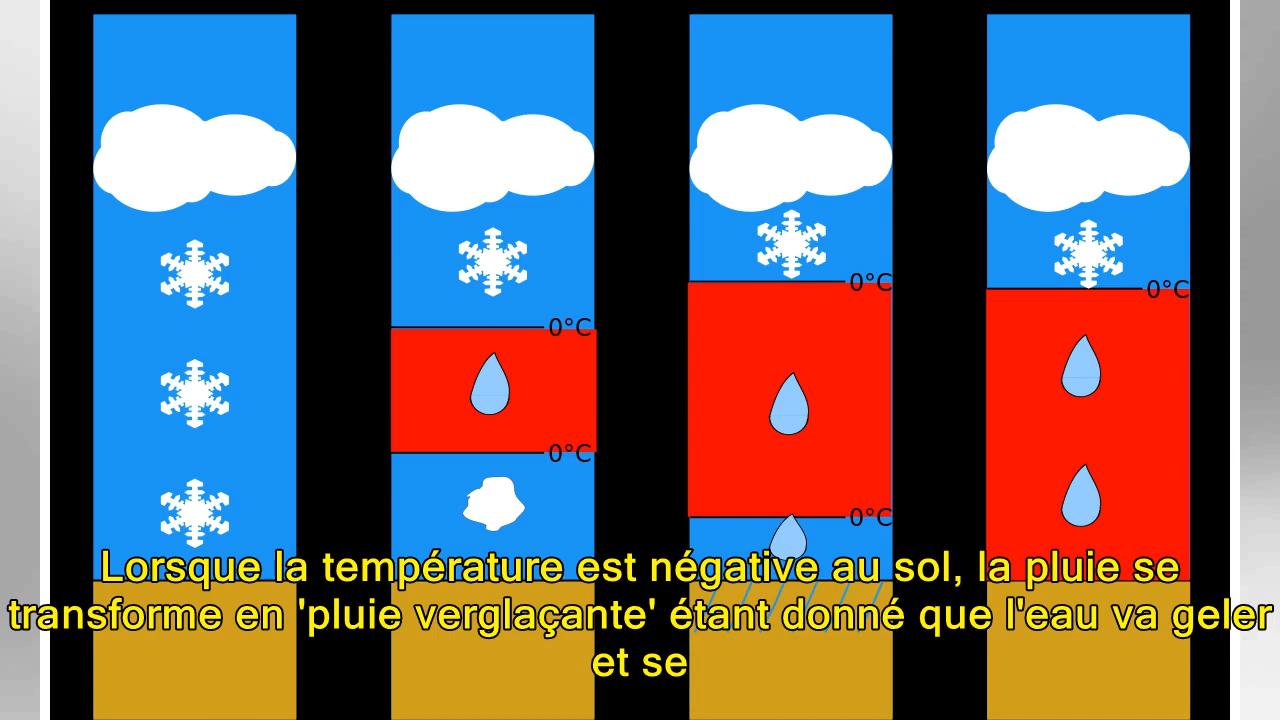 0°C
0°C
0°C
0°C
0°C
Lorsque la température est négative au sol, la pluie se
transforme en 'pluie verglaçante' étant donné que l'eau va geler
et se